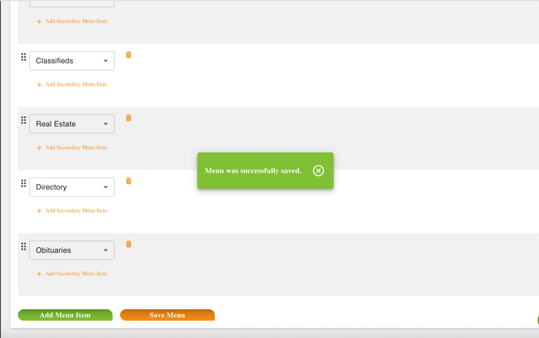 + Add Secondary Menu Item
Classifieds
+ Add Secondary Menu Item
Real Estate
+ Add Secondary Menu Item
Menu was successfully saved.
Directory
+ Add Secondary Menu Item
Obituaries
+ Add Secondary Menu Item
Add Menu Item
Save Menu